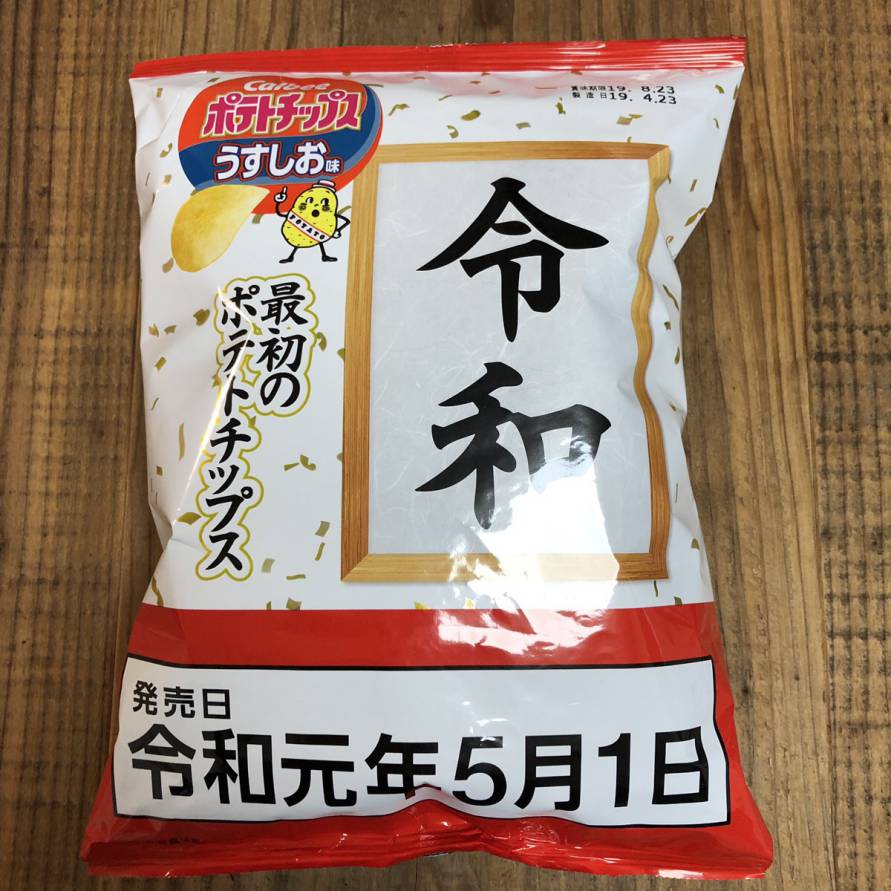 賞味期限19. 8.23
製造日19. 4.23
Calbee
ポテトチップス
うすしお味
POTATO
令和
最初の
ポテトチップス
発売日
令和元年5月1日